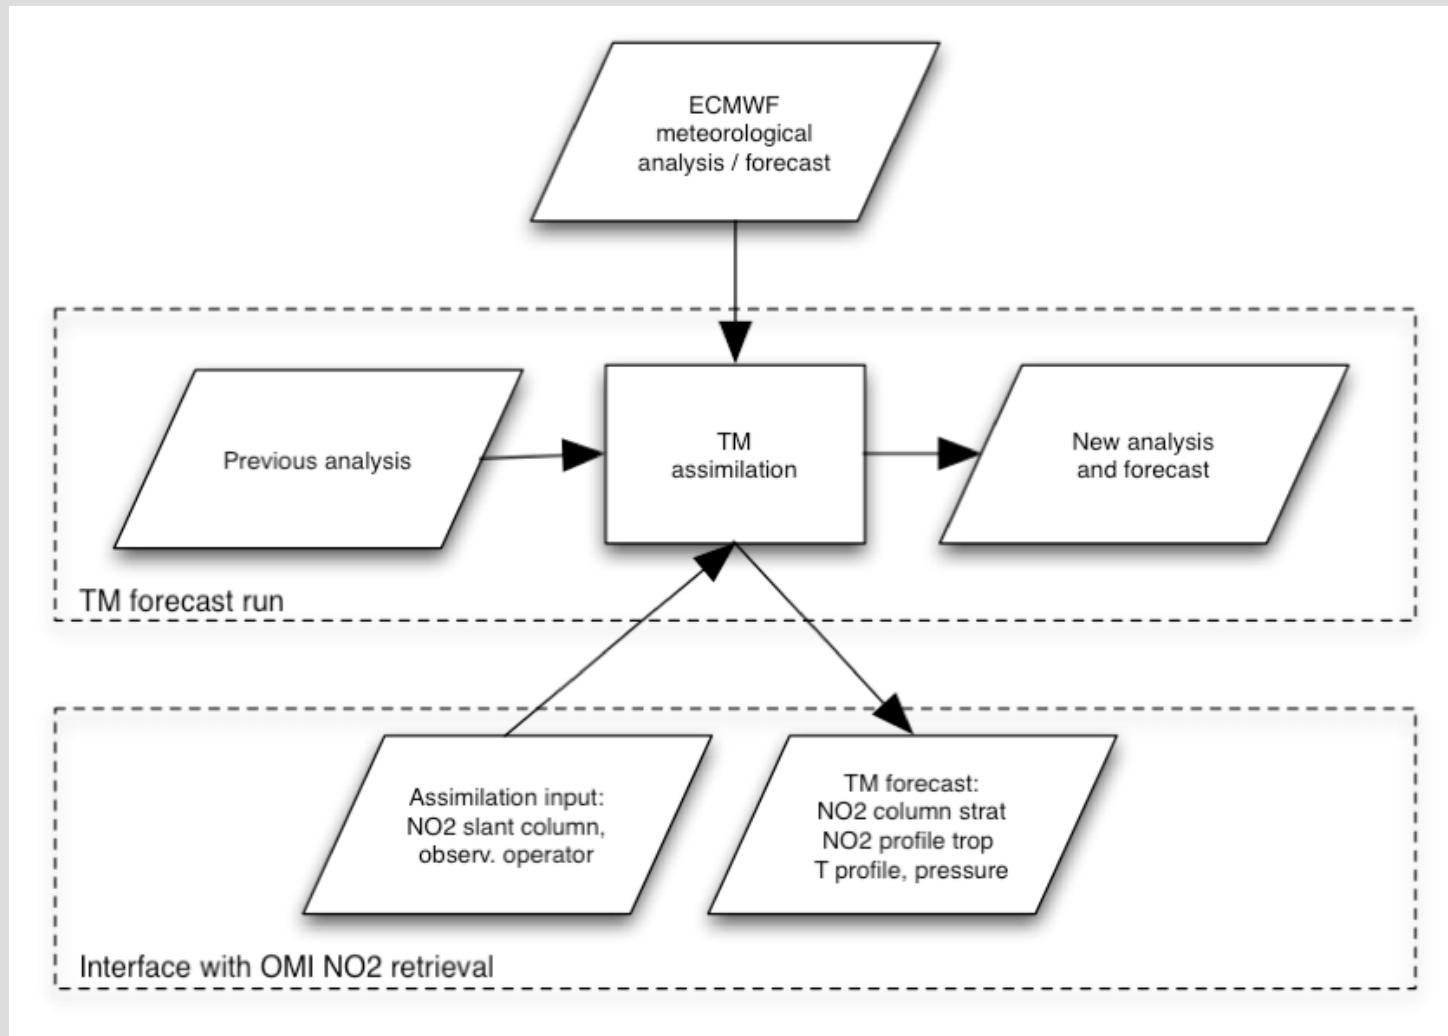 ECMWF
meteorological
analysis / forecast
Previous analysis
TM
assimilation
New analysis
and forecast
TM forecast run
Assimilation input:
NO2 slant column,
observ. operator
TM forecast:
NO2 column strat
NO2 profile trop
T profile, pressure
Interface with OMI NO2 retrieval